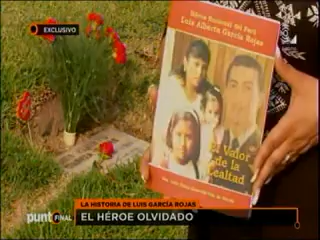 EXCLUSIVO
Héroe Nacional del Perú
Luis Alberto García Rojas
El Valor
de la
Lealtad
LA HISTORIA DE LUIS GARCÍA ROJAS
punto FINAL
EL HÉROE OLVIDADO